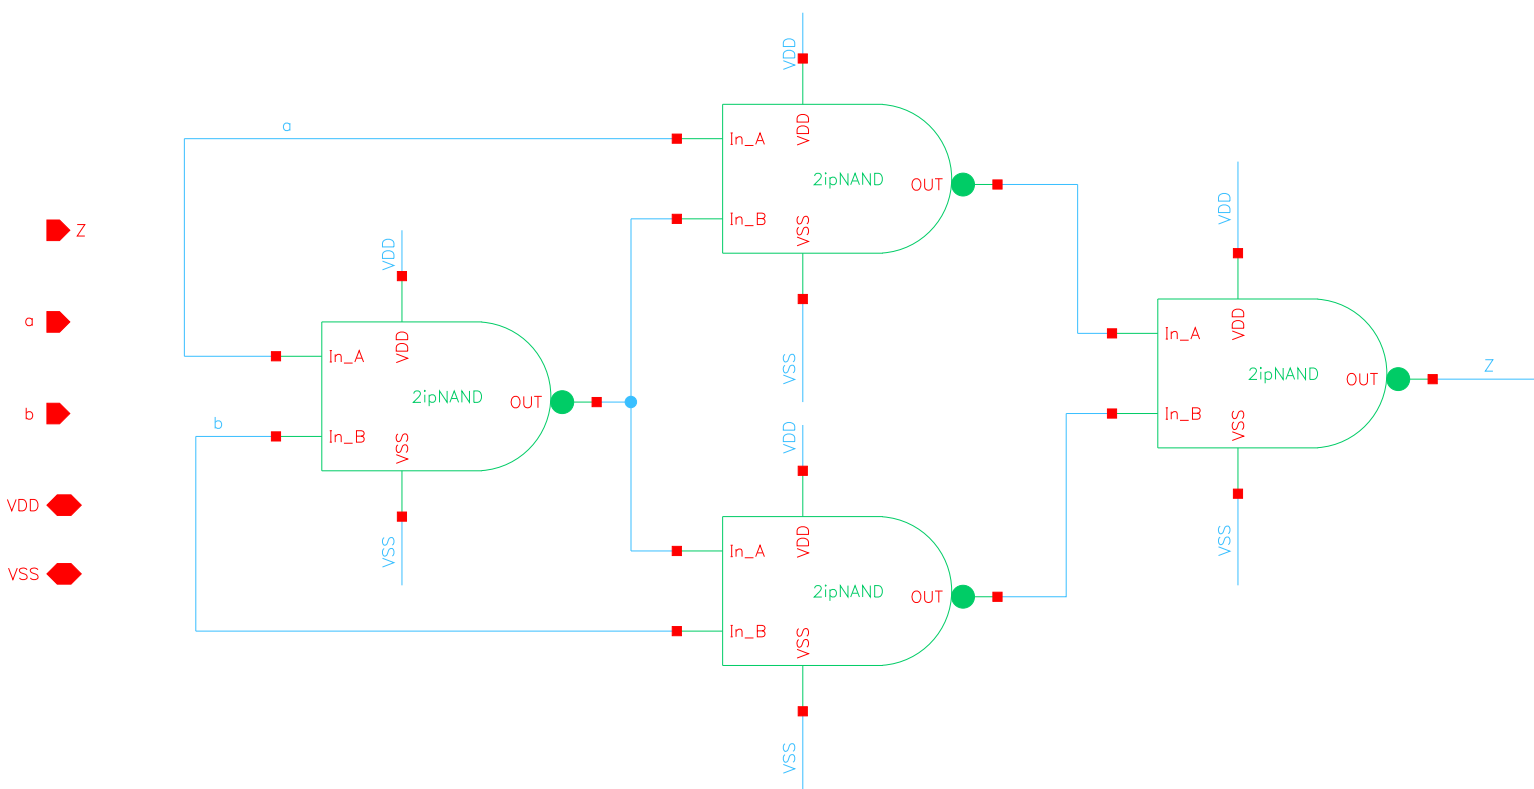 Z
a
b
VDD
VSS
a
b
VDD
In_A
VDD
2ipNAND
OUT
In_B
VSS
VSS
VDD
In_A
VDD
2ipNAND
OUT
In_B
VSS
VSS
VDD
In_A
VDD
2ipNAND
OUT
In_B
VSS
VSS
VDD
In_A
VDD
2ipNAND
OUT
In_B
VSS
VSS
Z